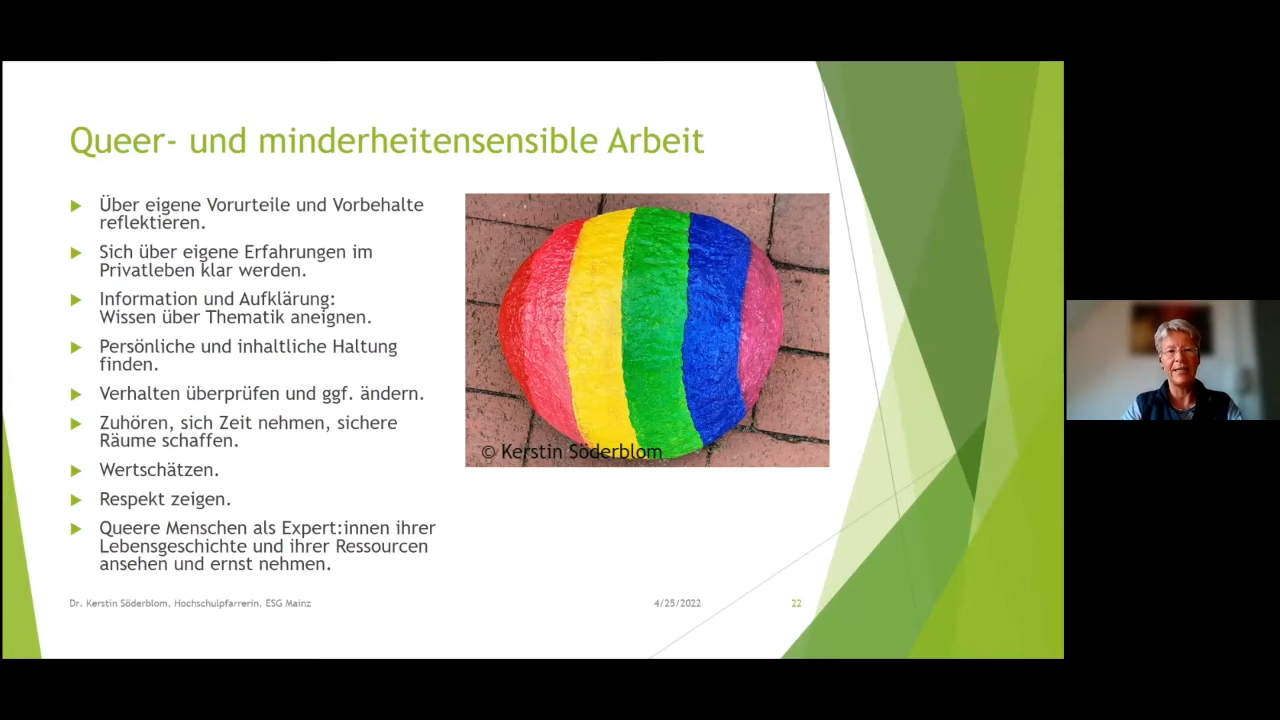 Queer- und minderheitensensible Arbeit
Über eigene Vorurteile und Vorbehalte
reflektieren.
Sich über eigene Erfahrungen im
Privatleben klar werden.
Information und Aufklärung:
Wissen über Thematik aneignen.
Persönliche und inhaltliche Haltung
finden.
Verhalten überprüfen und ggf. ändern.
Zuhören, sich Zeit nehmen, sichere
Räume schaffen.
Wertschätzen.
Respekt zeigen.
Queere Menschen als Expert:innen ihrer
Lebensgeschichte und ihrer Ressourcen
ansehen und ernst nehmen.
© Kerstin Söderblom
Dr. Kerstin Söderblom, Hochschulpfarrerin, ESG Mainz
4/25/2022
22